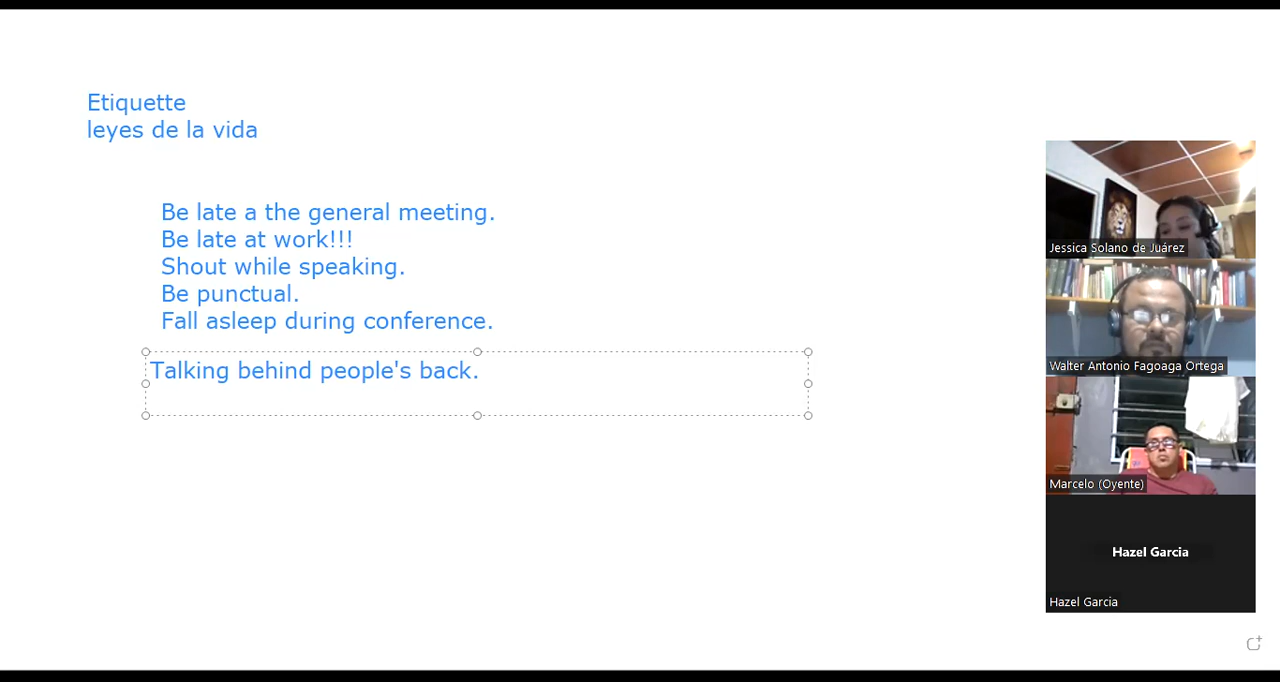 Etiquette
leyes de la vida
Be late a the general meeting.
Be late at work!!!
Shout while speaking.
Be punctual.
Fall asleep during conference.
Talking behind people's back.
Jessica Solano de Juárez
Walter Antonio Fagoaga Ortega
Marcelo (Oyente)
Hazel Garcia
Hazel Garcia